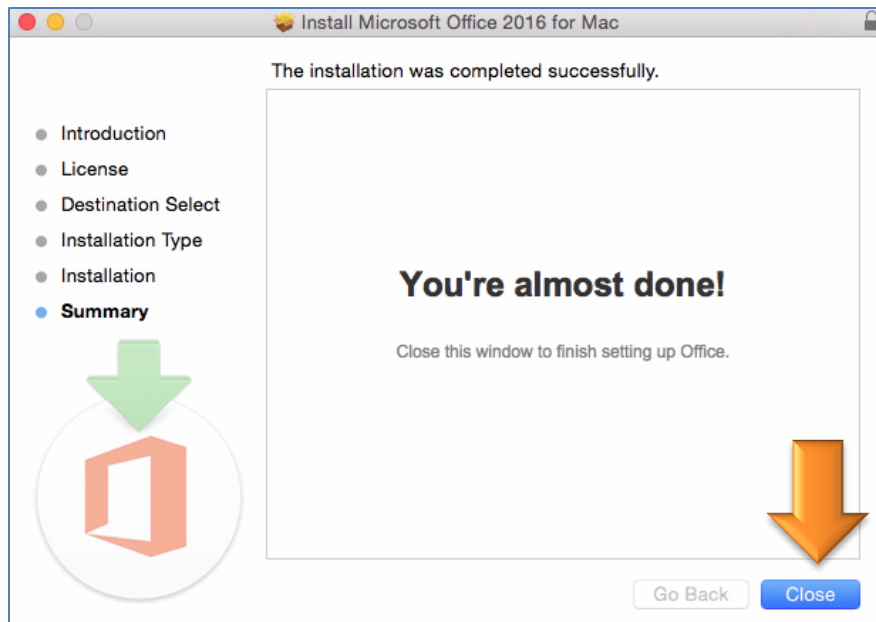 Install Microsoft Office 2016 for Mac
The installation was completed successfully.
Introduction
License
Destination Select
Installation Type
Installation
Summary
You're almost done!
Close this window to finish setting up Office.
Go Back
Close